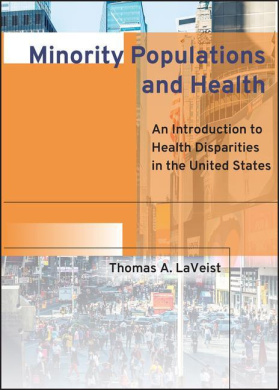 Minority Populations
and Health
An Introduction to
Health Disparities
in the United States
Thomas A. LaVeist